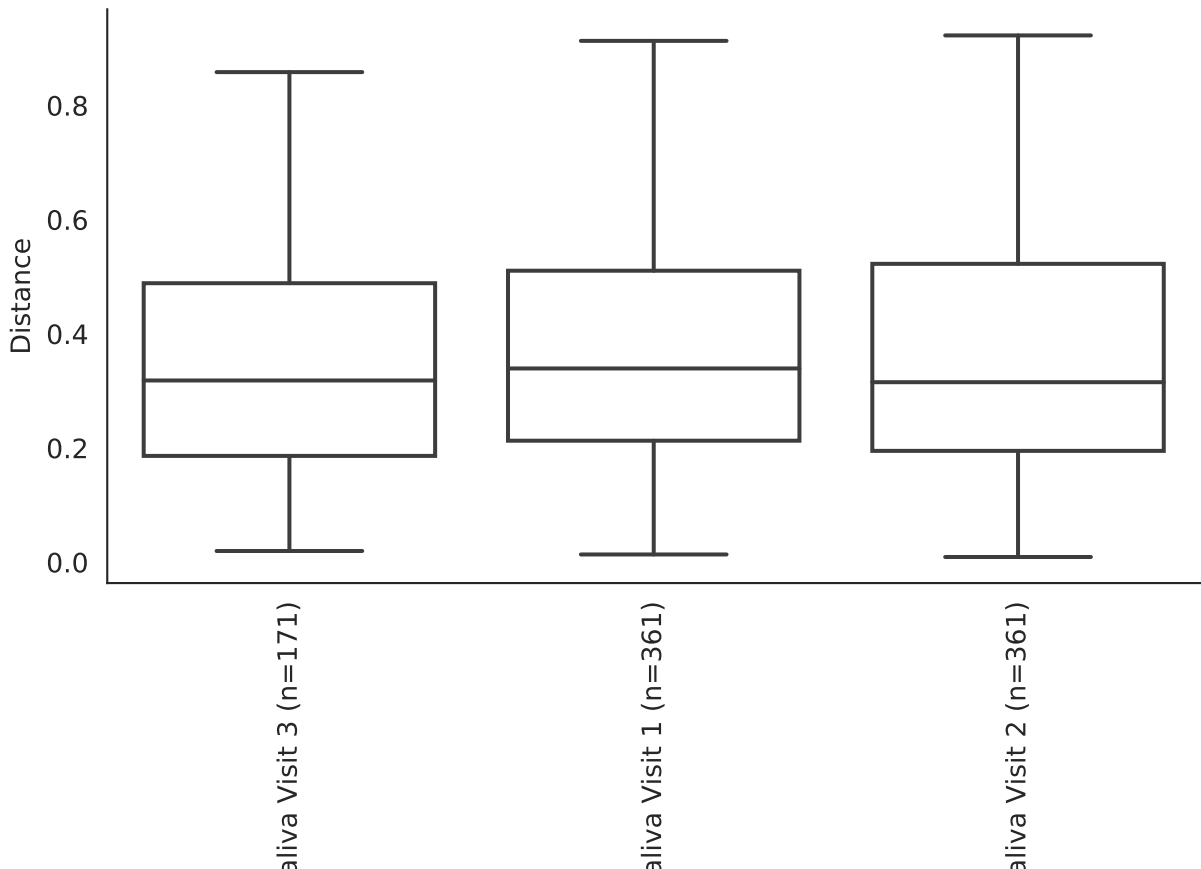 Distance
0.8
0.6
0.4
0.2
0.0
aliva Visit 3 (n=171)
aliva Visit 1 (n=361)
aliva Visit 2 (n=361)